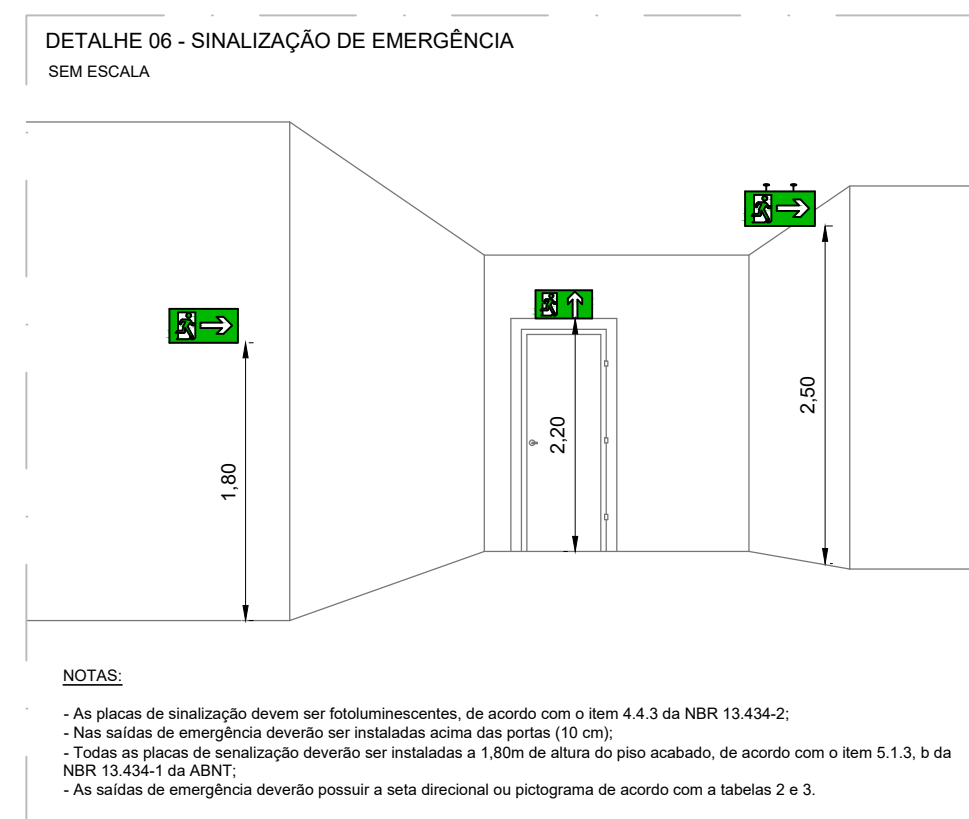 DETALHE 06 - SINALIZAÇÃO DE EMERGÊNCIA
SEM ESCALA
1,80
2,20
2,50
NOTAS:
- As placas de sinalização devem ser fotoluminescentes, de acordo com o item 4.4.3 da NBR 13.434-2;
- Nas saídas de emergência deverão ser instaladas acima das portas (10 cm);
- Todas as placas de senalização deverão ser instaladas a 1,80m de altura do piso acabado, de acordo com o item 5.1.3, b da
NBR 13.434-1 da ABNT;
- As saídas de emergência deverão possuir a seta direcional ou pictograma de acordo com a tabelas 2 e 3.